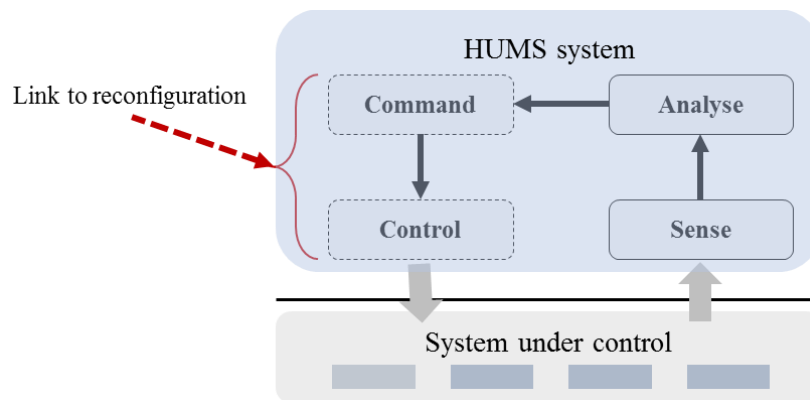 HUMS system
Link to reconfiguration
Command
Analyse
Control
Sense
System under control